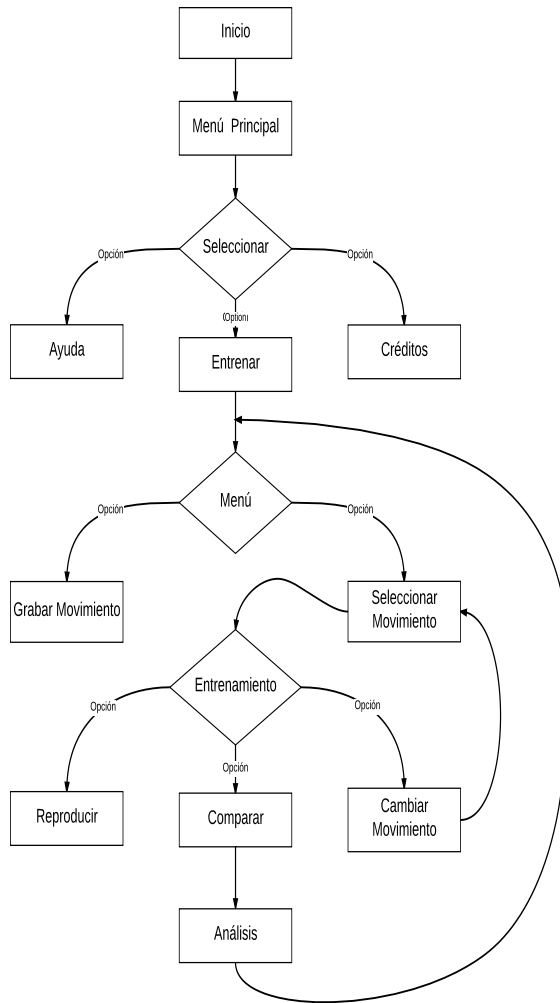 Inicio
Menú Principal
Seleccionar
Opción
Opción
Option
Ayuda
Entrenar
Créditos
Menú
Opción
Opción
Grabar Movimiento
Seleccionar
Movimiento
Entrenamiento
Opción
Opción
Opción
Reproducir
Comparar
Cambiar
Movimiento
Análisis